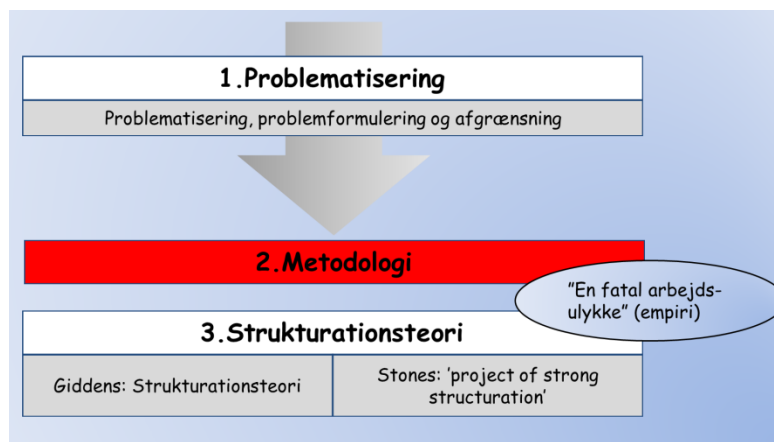 1.Problematisering
Problematisering, problemformulering og afgrænsning
2.Metodologi
"En fatal arbejds-
ulykke" (empiri)
3.Strukturationsteori
Giddens: Strukturationsteori
Stones: 'project of strong
structuration'